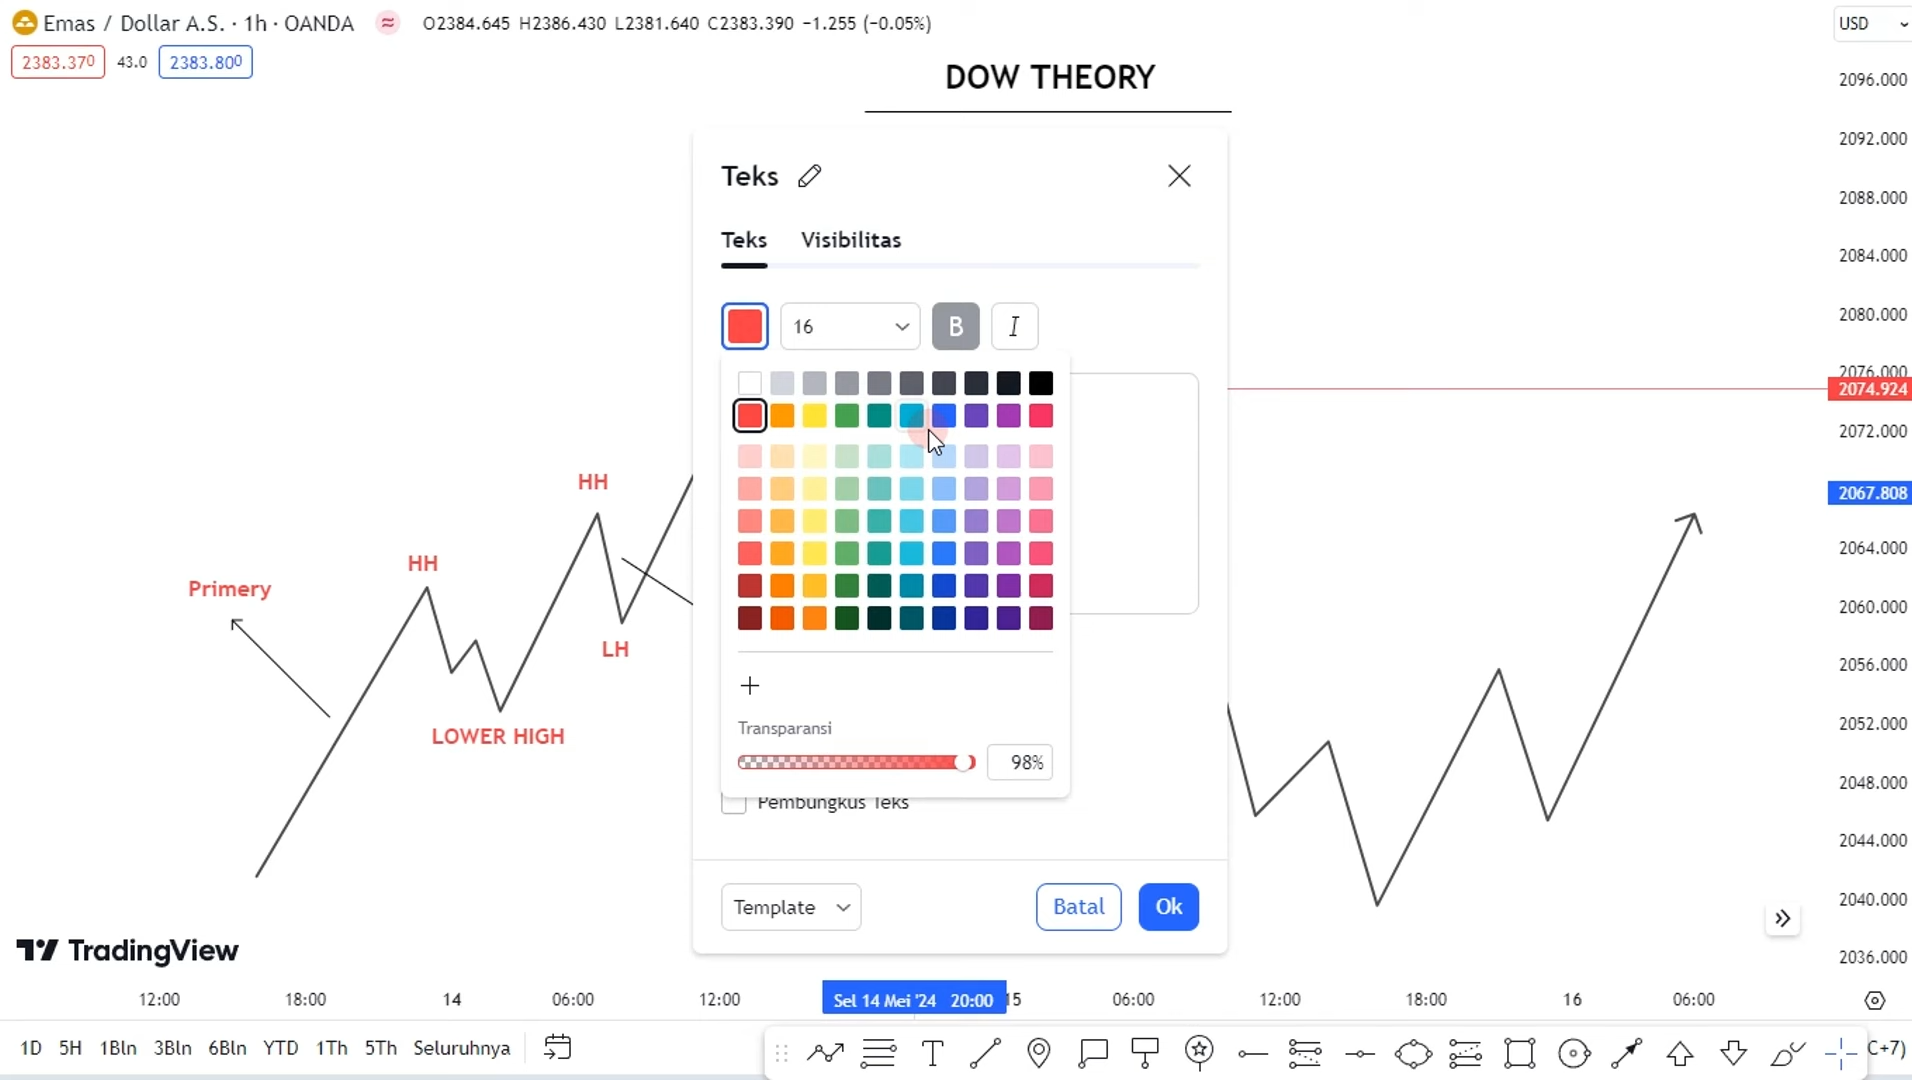 Emas / Dollar A.S. · 1h · OANDA
≈
O2384.645 H2386.430 L2381.640 C2383.390 −1.255 (−0.05%)
USD
2383.370
43.0
2383.800
DOW THEORY
2096.000
2092.000
2088.000
2084.000
2080.000
2076.000
2074.924
2072.000
2067.808
2064.000
2060.000
2056.000
2052.000
2048.000
2044.000
2040.000
2036.000
Teks
Teks Visibilitas
16
B
I
HH
HH
Primery
LH
LOWER HIGH
Transparansi
98%
Pembungkus Teks
Template
Batal
Ok
TradingView
12:00 18:00 14 06:00 12:00 Sel 14 Mei '24 20:00 15 06:00 12:00 18:00 16 06:00
1D 5H 1Bln 3Bln 6Bln YTD 1Th 5Th Seluruhnya
T
C+7)